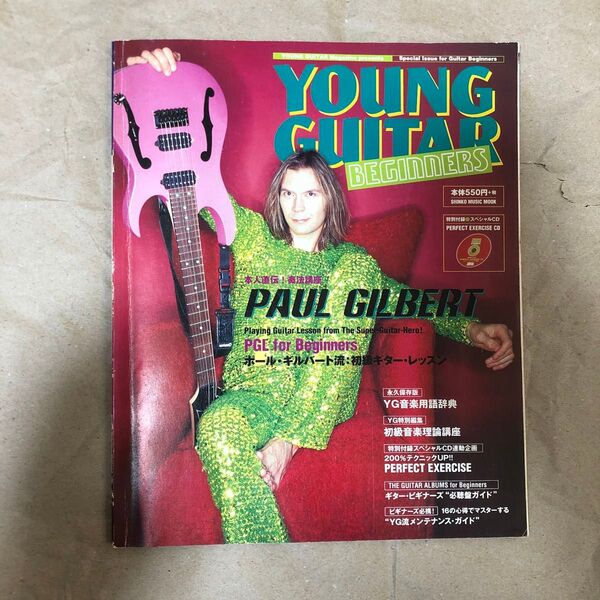 YOUNG GUITAR Magazine presents
Special Issue for Guitar Beginners
YOUNG
GUITAR
BEGINNERS
本体550円+税
SHINKO MUSIC MOOK
特別付録◎スペシャルCD
PERFECT EXERCISE CD
本人直伝!奏法講座
PAUL GILBERT
Playing Guitar Lesson from The Super Guitar-Hero!
PGL for Beginners
ポール・ギルバート流:初級ギター・レッスン
永久保存版
YG音楽用語辞典
YG特別編集
初級音楽理論講座
特別付録スペシャルCD連動企画
200%テクニックUP!!
PERFECT EXERCISE
THE GUITAR ALBUMS for Beginners
ギター・ビギナーズ "必聴盤ガイド"
ビギナーズ必携! 16の心得でマスターする
"YG流メンテナンス・ガイド"